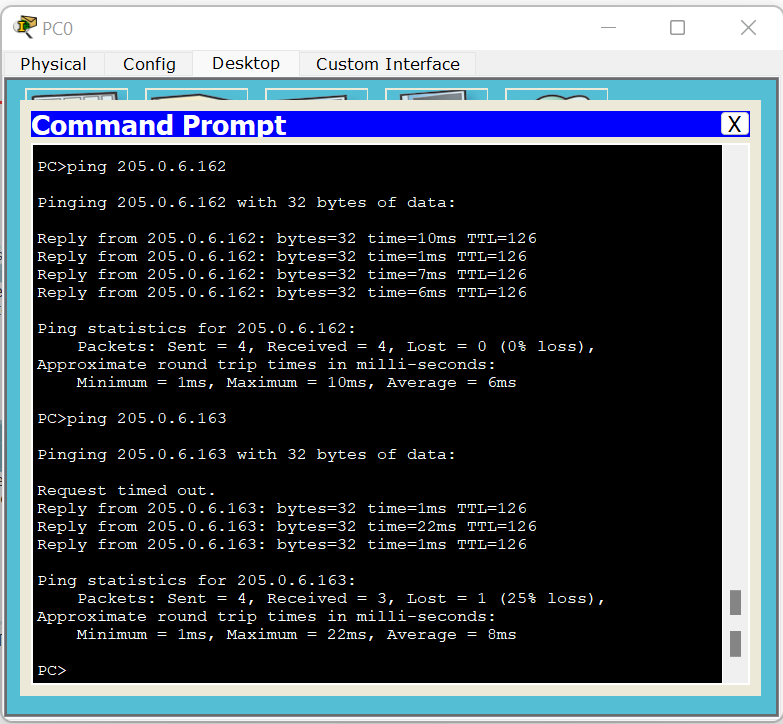 PC0
Physical Config Desktop Custom Interface
Command Prompt X
PC>ping 205.0.6.162
Pinging 205.0.6.162 with 32 bytes of data:
Reply from 205.0.6.162: bytes=32 time=10ms TTL=126
Reply from 205.0.6.162: bytes=32 time=1ms TTL=126
Reply from 205.0.6.162: bytes=32 time=7ms TTL=126
Reply from 205.0.6.162: bytes=32 time=6ms TTL=126
Ping statistics for 205.0.6.162:
    Packets: Sent = 4, Received = 4, Lost = 0 (0% loss),
Approximate round trip times in milli-seconds:
    Minimum = 1ms, Maximum = 10ms, Average = 6ms
PC>ping 205.0.6.163
Pinging 205.0.6.163 with 32 bytes of data:
Request timed out.
Reply from 205.0.6.163: bytes=32 time=1ms TTL=126
Reply from 205.0.6.163: bytes=32 time=22ms TTL=126
Reply from 205.0.6.163: bytes=32 time=1ms TTL=126
Ping statistics for 205.0.6.163:
    Packets: Sent = 4, Received = 3, Lost = 1 (25% loss),
Approximate round trip times in milli-seconds:
    Minimum = 1ms, Maximum = 22ms, Average = 8ms
PC>